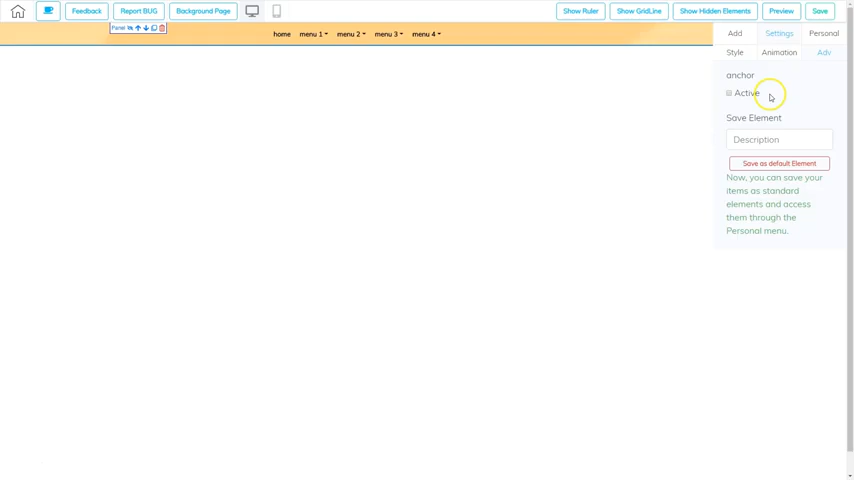 Feedback Report BUG Background Page Show Ruler Show GridLine Show Hidden Elements Preview Save
Panel
home menu 1 menu 2 menu 3 menu 4
Add Settings Personal
Style Animation Adv
anchor
Active
Save Element
Description
Save as default Element
Now, you can save your
items as standard
elements and access
them through the
Personal menu.